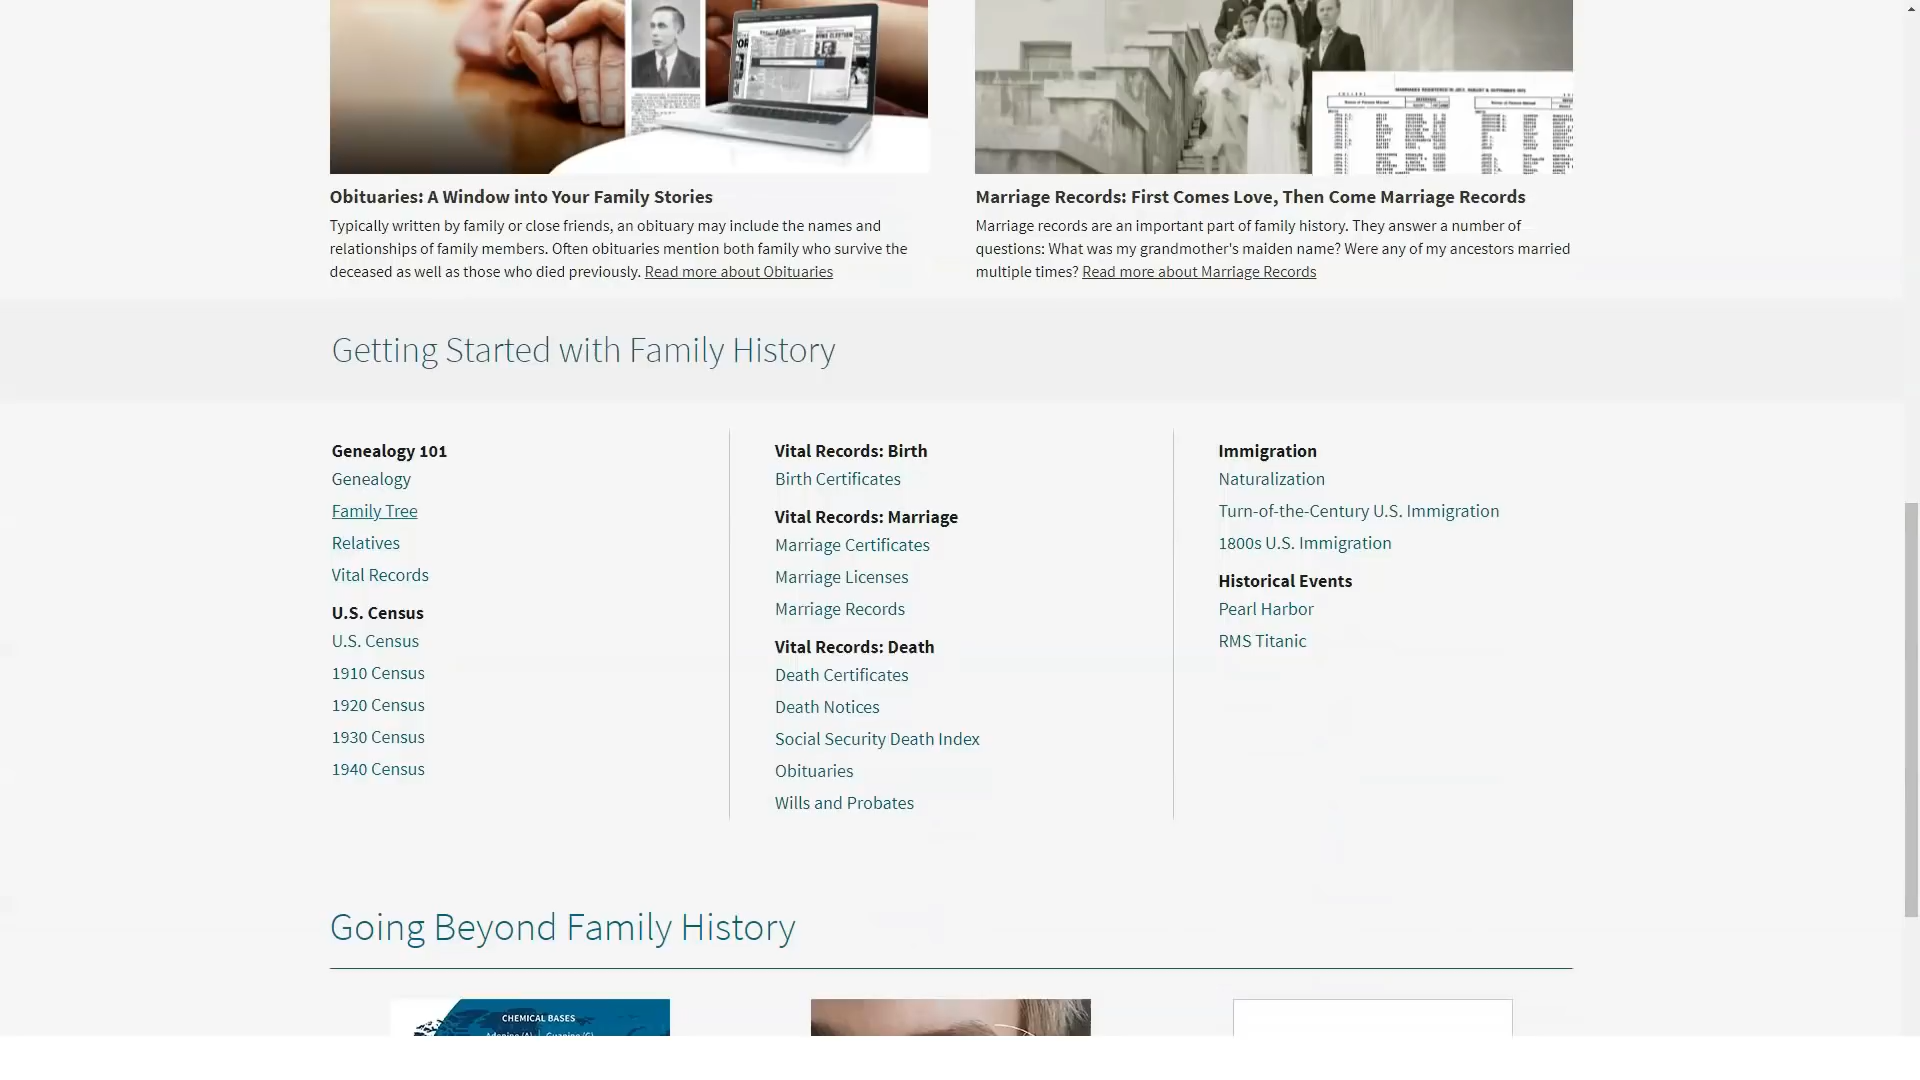 Obituaries: A Window into Your Family Stories
Typically written by family or close friends, an obituary may include the names and
relationships of family members. Often obituaries mention both family who survive the
deceased as well as those who died previously. Read more about Obituaries
Marriage Records: First Comes Love, Then Come Marriage Records
Marriage records are an important part of family history. They answer a number of
questions: What was my grandmother's maiden name? Were any of my ancestors married
multiple times? Read more about Marriage Records
Getting Started with Family History
Genealogy 101
Genealogy
Family Tree
Relatives
Vital Records
U.S. Census
U.S. Census
1910 Census
1920 Census
1930 Census
1940 Census
Vital Records: Birth
Birth Certificates
Vital Records: Marriage
Marriage Certificates
Marriage Licenses
Marriage Records
Vital Records: Death
Death Certificates
Death Notices
Social Security Death Index
Obituaries
Wills and Probates
Immigration
Naturalization
Turn-of-the-Century U.S. Immigration
1800s U.S. Immigration
Historical Events
Pearl Harbor
RMS Titanic
Going Beyond Family History
CHEMICAL BASES